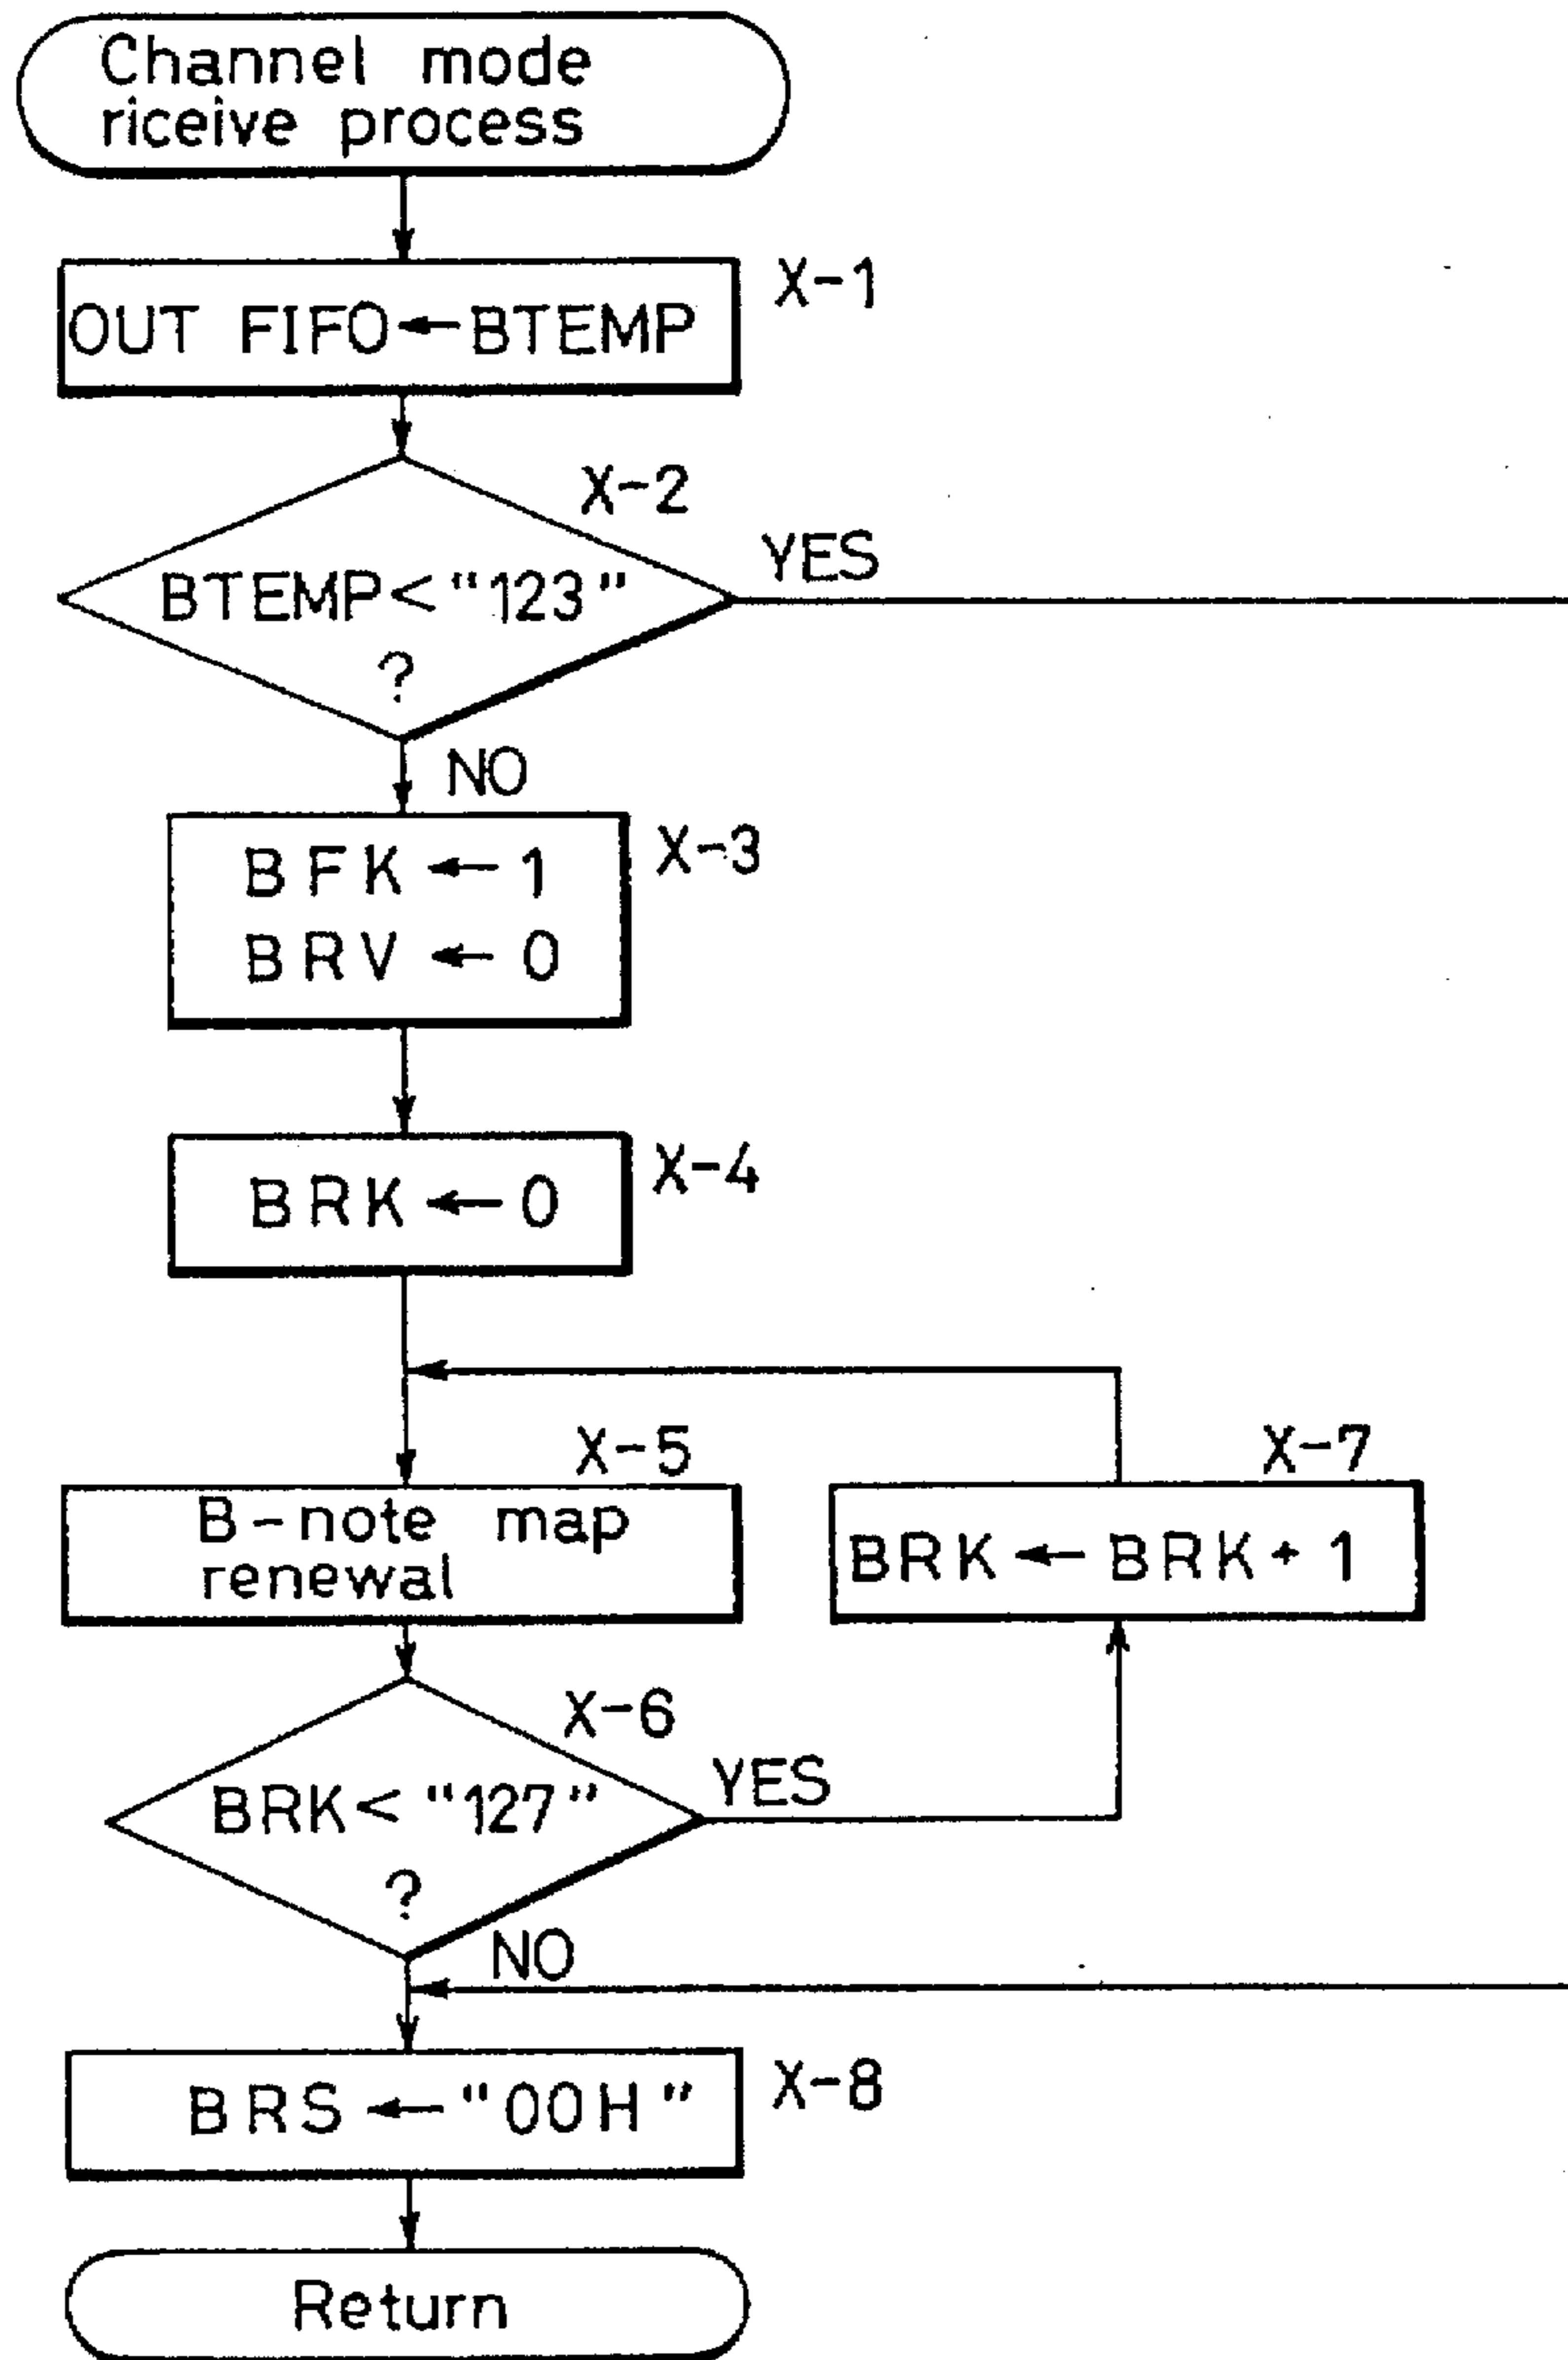 Channel mode
riceive process
X-1
OUT FIFO←BTEMP
X-2
YES
BTEMP<"123"
?
NO
X-3
BFK←1
BRV←0
X-4
BRK←0
X-5
X-7
B-note map
renewal
BRK←BRK+1
X-6
YES
BRK<"127"
?
NO
X-8
BRS←"00H"
Return